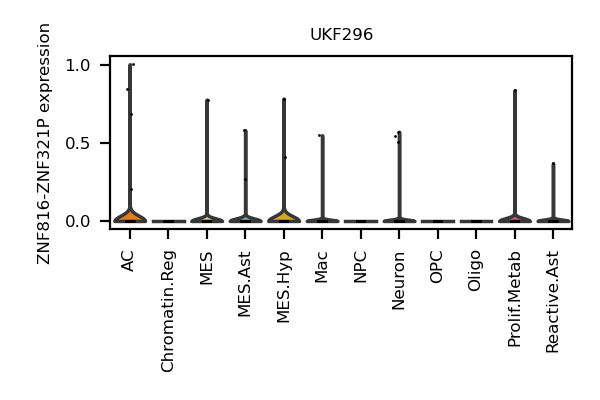 UKF296
ZNF816-ZNF321P expression
1.0
0.5
0.0
AC
Chromatin.Reg
MES
MES.Ast
MES.Hyp
Mac
NPC
Neuron
OPC
Oligo
Prolif.Metab
Reactive.Ast